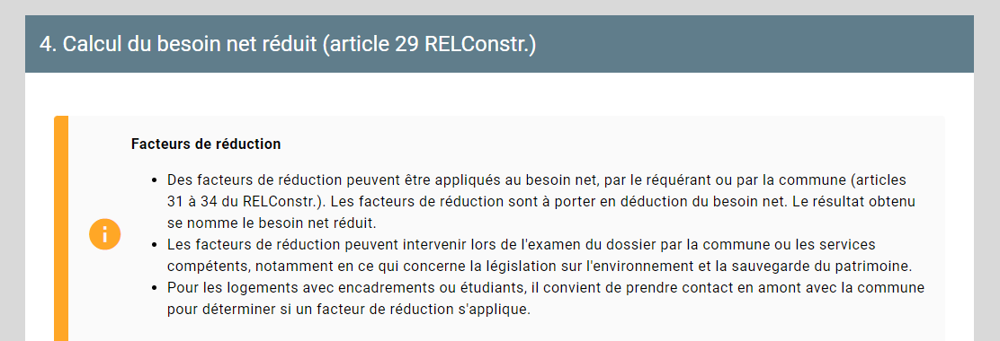 4. Calcul du besoin net réduit (article 29 RELConstr.)
Facteurs de réduction
• Des facteurs de réduction peuvent être appliqués au besoin net, par le réquérant ou par la commune (articles
31 à 34 du RELConstr.). Les facteurs de réduction sont à porter en déduction du besoin net. Le résultat obtenu
se nomme le besoin net réduit.
• Les facteurs de réduction peuvent intervenir lors de l'examen du dossier par la commune ou les services
compétents, notamment en ce qui concerne la législation sur l'environnement et la sauvegarde du patrimoine.
• Pour les logements avec encadrements ou étudiants, il convient de prendre contact en amont avec la commune
pour déterminer si un facteur de réduction s'applique.